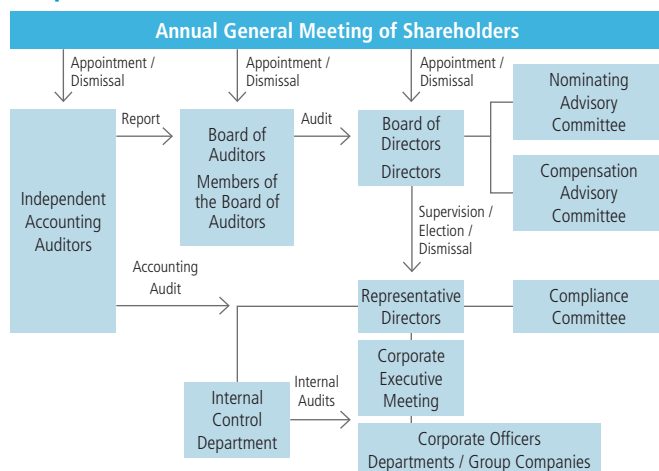 Annual General Meeting of Shareholders
Appointment /
Dismissal
Appointment /
Dismissal
Appointment /
Dismissal
Nominating
Advisory
Committee
Report
Audit
Board of
Auditors
Members of
the Board of
Auditors
Board of
Directors
Directors
Independent
Accounting
Auditors
Compensation
Advisory
Committee
Supervision /
Election /
Dismissal
Accounting
Audit
Representative
Directors
Compliance
Committee
Corporate
Executive
Meeting
Internal
Control
Department
Internal
Audits
Corporate Officers
Departments / Group Companies